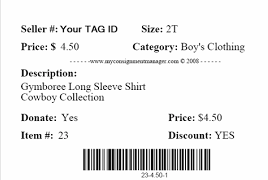 Seller #: Your TAG ID Size: 2T
Price: $ 4.50 Category: Boy's Clothing
------www.myconsignmentmanager.com © 2008 -----
Description:
Gymboree Long Sleeve Shirt
Cowboy Collection
Donate: Yes Price: $4.50
Item #: 23 Discount: YES
23-4.50-1